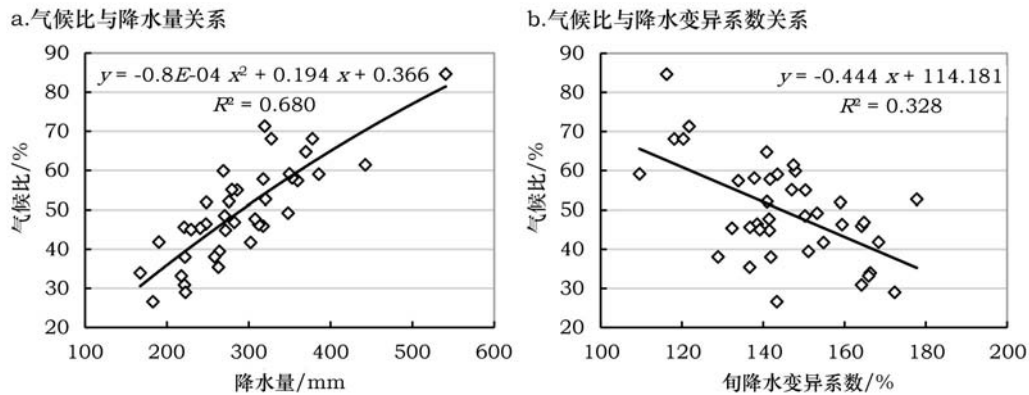 a.气候比与降水量关系
90
80
70
60
50
40
30
20
气候比/%
y = -0.8E-04 x² + 0.194 x + 0.366
R² = 0.680
100 200 300 400 500 600
降水量/mm
b.气候比与降水变异系数关系
90
80
70
60
50
40
30
20
气候比/%
y = -0.444 x + 114.181
R² = 0.328
100 120 140 160 180 200
旬降水变异系数/%